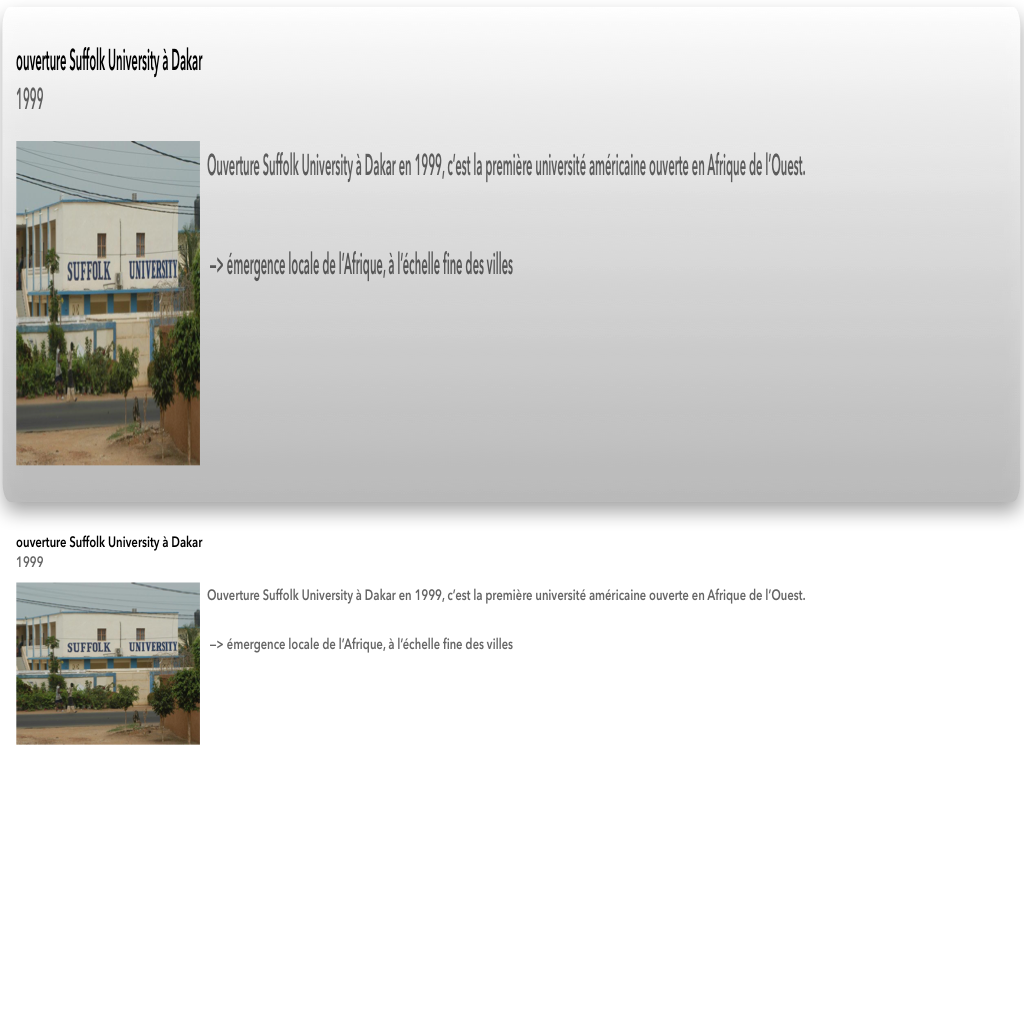 ouverture Suffolk University à Dakar
1999
Ouverture Suffolk University à Dakar en 1999, c’est la première université américaine ouverte en Afrique de l’Ouest.
SUFFOLK UNIVERSITY
–> émergence locale de l’Afrique, à l’échelle fine des villes
ouverture Suffolk University à Dakar
1999
Ouverture Suffolk University à Dakar en 1999, c’est la première université américaine ouverte en Afrique de l’Ouest.
SUFFOLK UNIVERSITY
–> émergence locale de l’Afrique, à l’échelle fine des villes